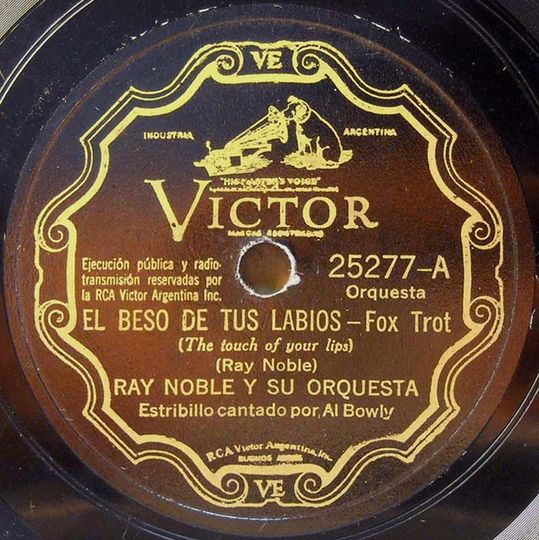 VE
INDUSTRIA ARGENTINA
"HIS MASTER'S VOICE"
VICTOR
Ejecución pública y radio-
transmisión reservadas por
la RCA Victor Argentina Inc.
25277-A
Orquesta
EL BESO DE TUS LABIOS – Fox Trot
(The touch of your lips)
(Ray Noble)
RAY NOBLE Y SU ORQUESTA
Estribillo cantado por, Al Bowly
RCA Victor Argentina, Inc.
BUENOS AIRES
VE